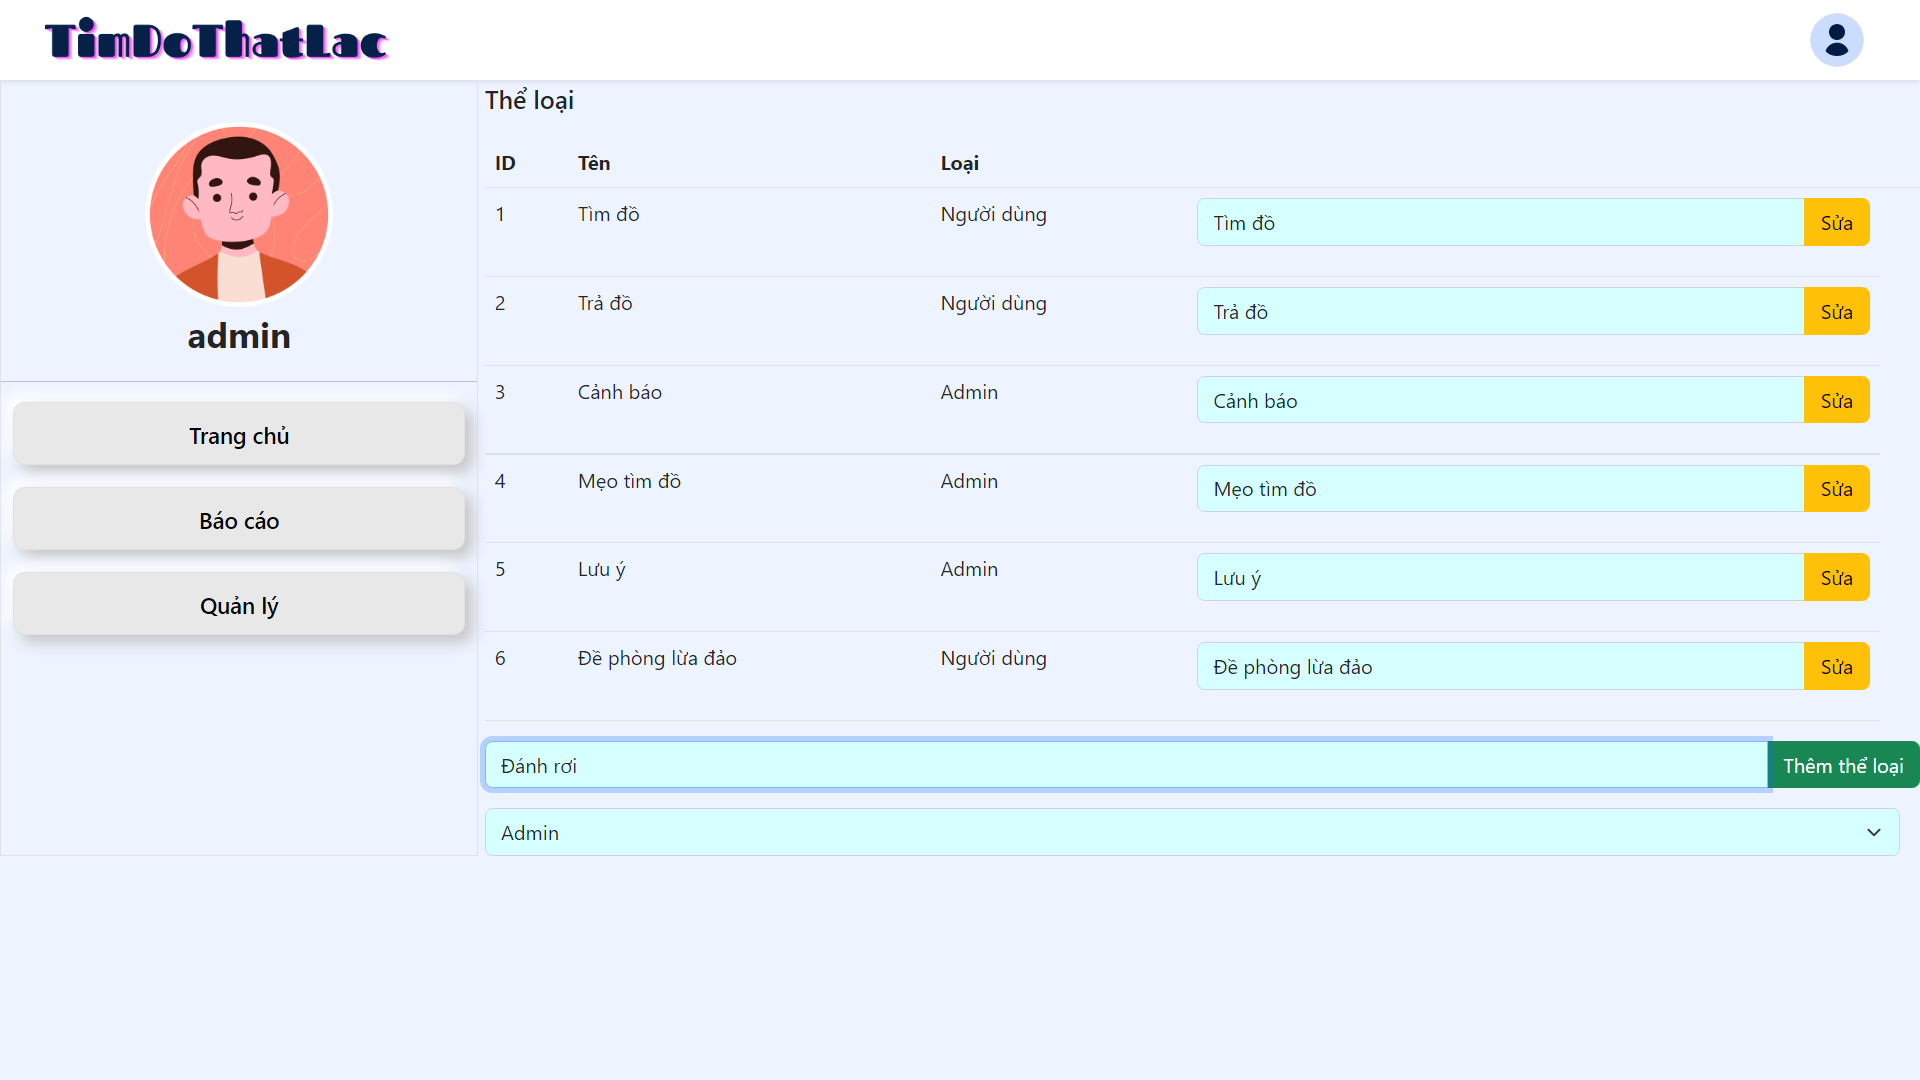 TimDoThatLac
admin
Trang chủ
Báo cáo
Quản lý
Thể loại
ID Tên Loại
1 Tìm đồ Người dùng Tìm đồ Sửa
2 Trả đồ Người dùng Trả đồ Sửa
3 Cảnh báo Admin Cảnh báo Sửa
4 Mẹo tìm đồ Admin Mẹo tìm đồ Sửa
5 Lưu ý Admin Lưu ý Sửa
6 Đề phòng lừa đảo Người dùng Đề phòng lừa đảo Sửa
Đánh rơi Thêm thể loại
Admin